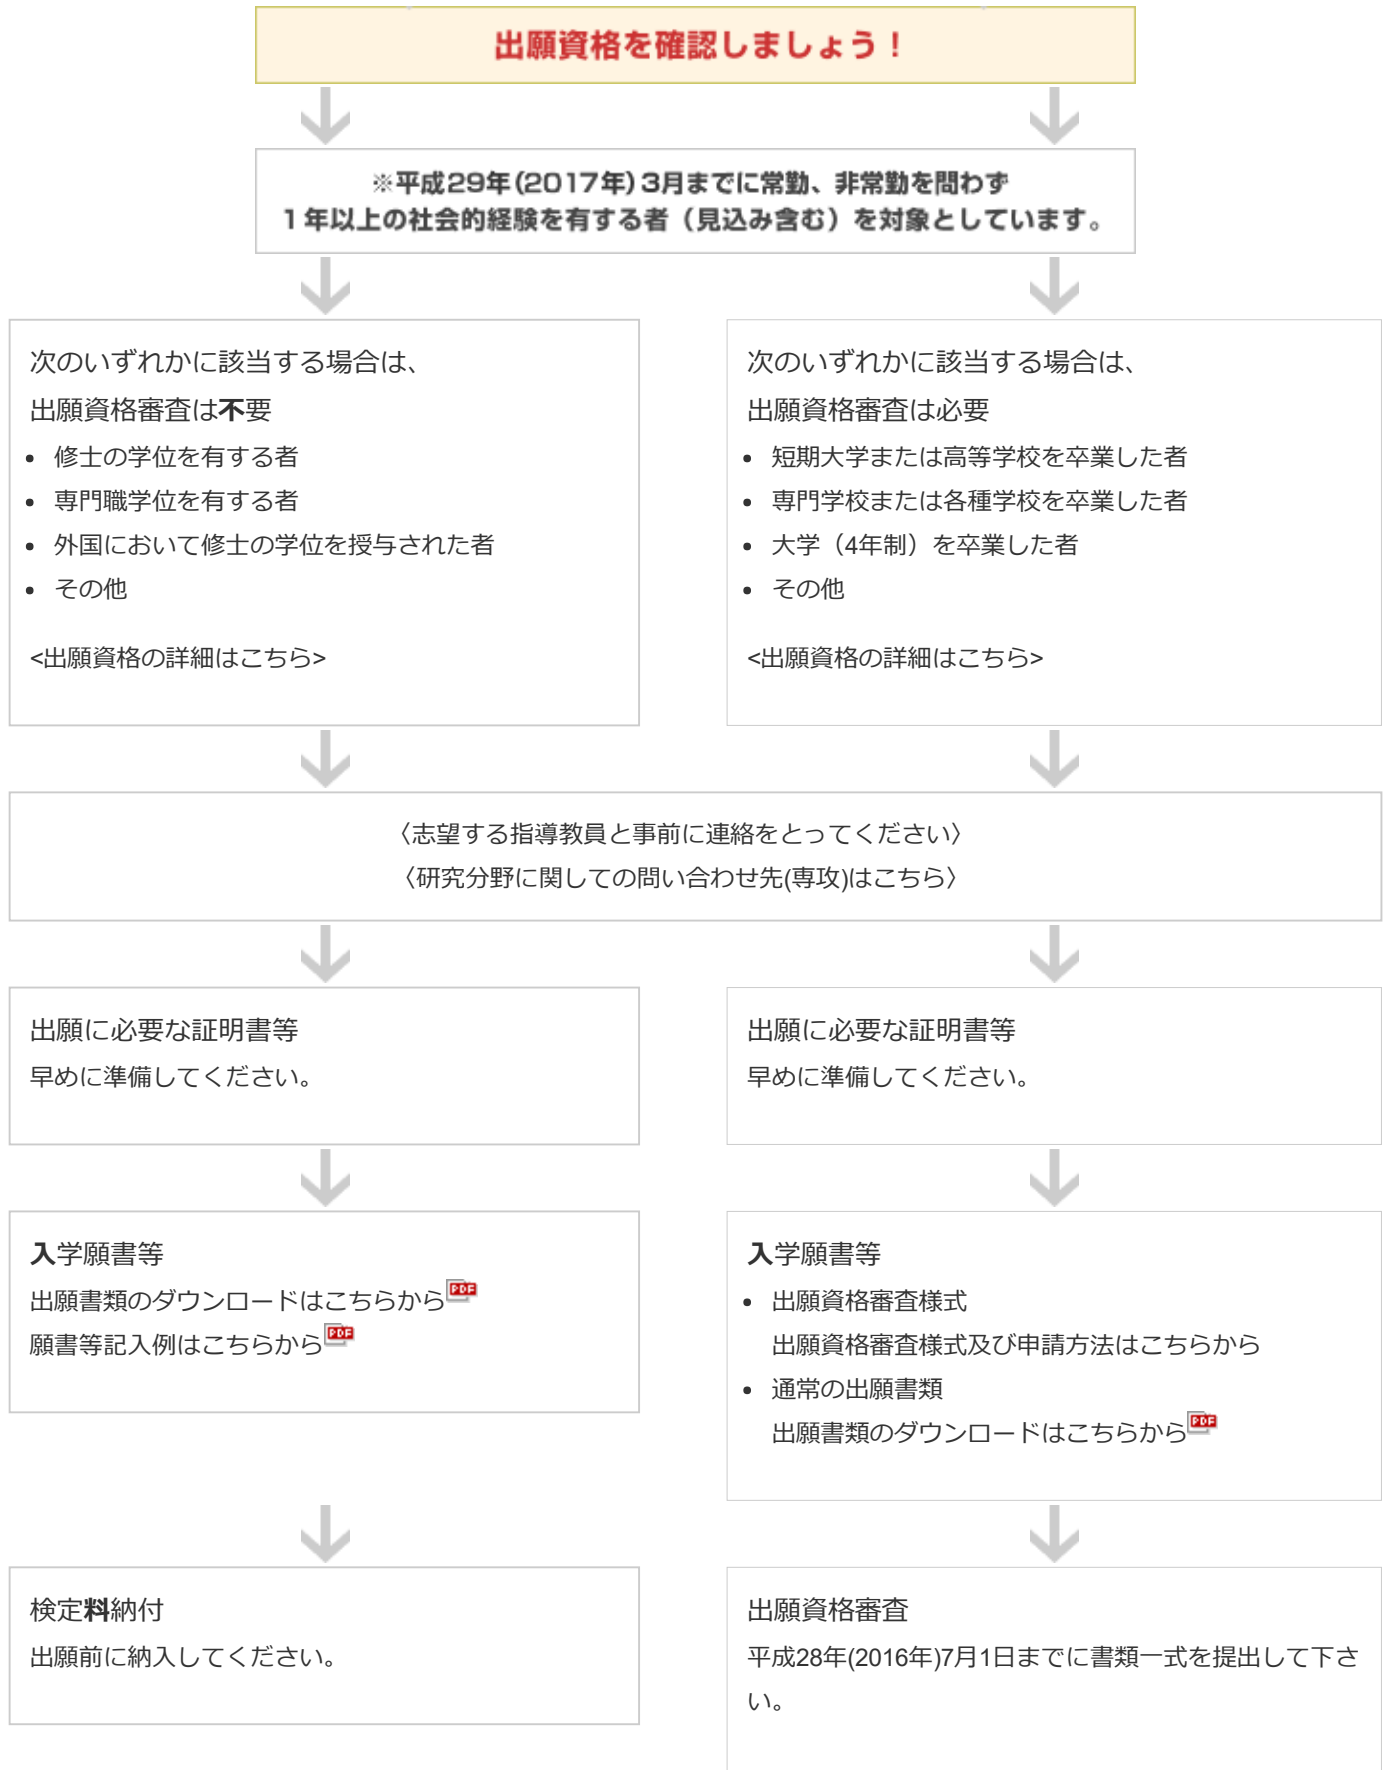 出願資格を確認しましょう！
※平成29年(2017年)3月までに常勤、非常勤を問わず
１年以上の社会的経験を有する者（見込み含む）を対象としています。
次のいずれかに該当する場合は、
出願資格審査は不要
• 修士の学位を有する者
• 専門職学位を有する者
• 外国において修士の学位を授与された者
• その他
<出願資格の詳細はこちら>
次のいずれかに該当する場合は、
出願資格審査は必要
• 短期大学または高等学校を卒業した者
• 専門学校または各種学校を卒業した者
• 大学（4年制）を卒業した者
• その他
<出願資格の詳細はこちら>
〈志望する指導教員と事前に連絡をとってください〉
〈研究分野に関しての問い合わせ先(専攻)はこちら〉
出願に必要な証明書等
早めに準備してください。
出願に必要な証明書等
早めに準備してください。
入学願書等
出願書類のダウンロードはこちらから PDF
願書等記入例はこちらから PDF
入学願書等
• 出願資格審査様式
出願資格審査様式及び申請方法はこちらから
• 通常の出願書類
出願書類のダウンロードはこちらから PDF
検定料納付
出願前に納入してください。
出願資格審査
平成28年(2016年)7月1日までに書類一式を提出して下さ
い。